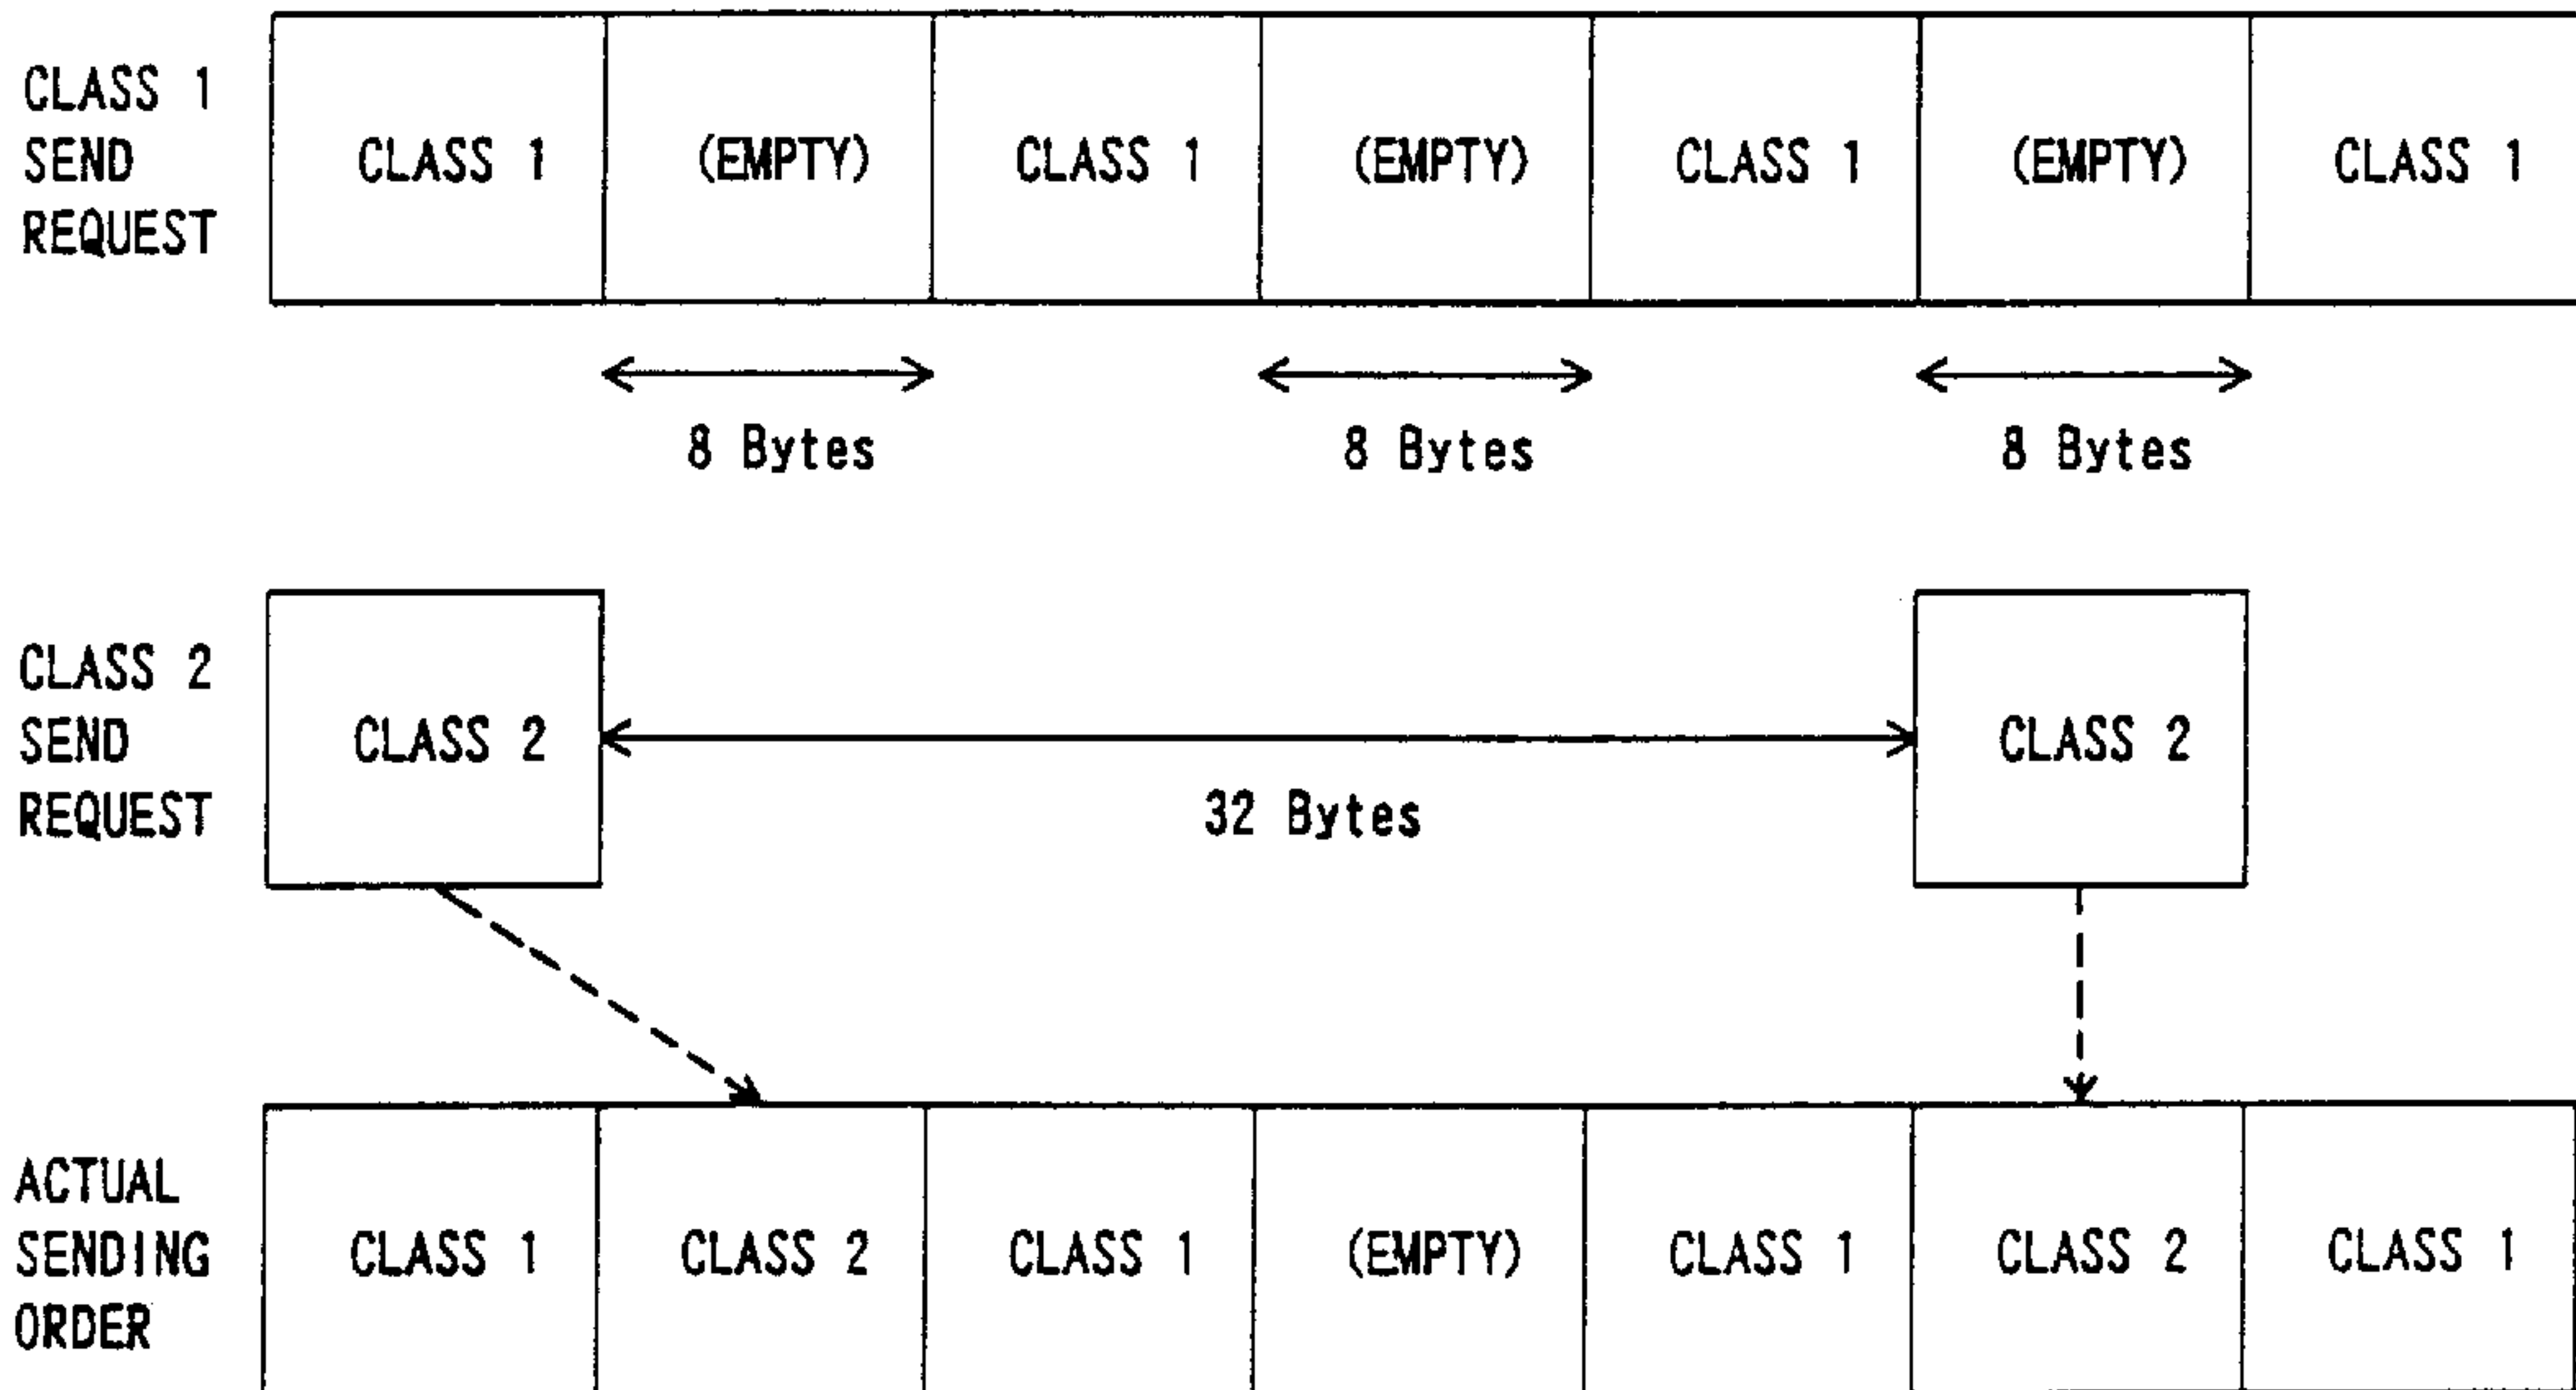 CLASS 1
SEND
REQUEST
CLASS 1 (EMPTY) CLASS 1 (EMPTY) CLASS 1 (EMPTY) CLASS 1
8 Bytes 8 Bytes 8 Bytes
CLASS 2
SEND
REQUEST
CLASS 2 CLASS 2
32 Bytes
ACTUAL
SENDING
ORDER
CLASS 1 CLASS 2 CLASS 1 (EMPTY) CLASS 1 CLASS 2 CLASS 1